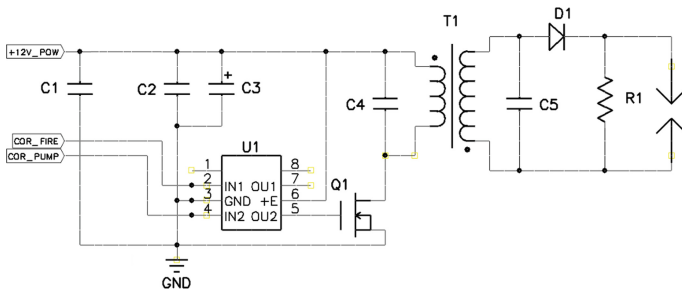 T1
D1
+12V_POW
C1
C2
+
C3
C4
C5
R1
COR_FIRE
COR_PUMP
U1
1
8
2
IN1
OU1
7
3
GND
+E
6
4
IN2
OU2
5
Q1
GND